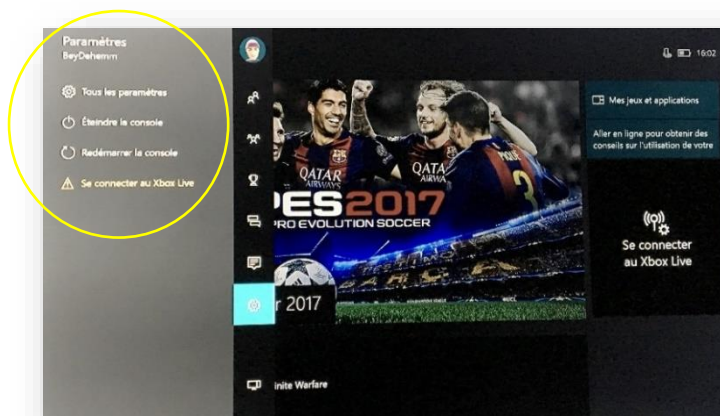 Paramètres
BeyDehemm
Tous les paramètres
Éteindre la console
Redémarrer la console
Se connecter au Xbox Live
16:02
Mes jeux et applications
Aller en ligne pour obtenir des
conseils sur l'utilisation de votre
QATAR
AIRWAYS
QATAR
AIRWAYS
PIQUÉ
3
PES2017
PRO EVOLUTION SOCCER
Se connecter
au Xbox Live
r 2017
inite Warfare